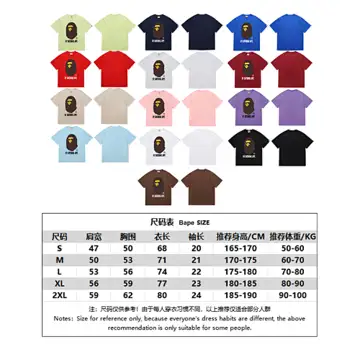 尺码表 Bape SIZE
尺码 肩宽 胸围 衣长 袖长 推荐身高/CM 推荐体重/KG
S 47 50 68 20 165-170 50-60
M 50 53 71 21 170-175 60-70
L 53 56 74 22 175-180 70-80
XL 56 59 77 23 180-185 80-90
2XL 59 62 80 24 185-190 90-100
尺码仅供参考:由于每人穿衣习惯不同,以上推荐仅适合部分人群
Notes: Size for reference only, because everyone's dress habits are different, the above
recommendation is only suitable for some people.